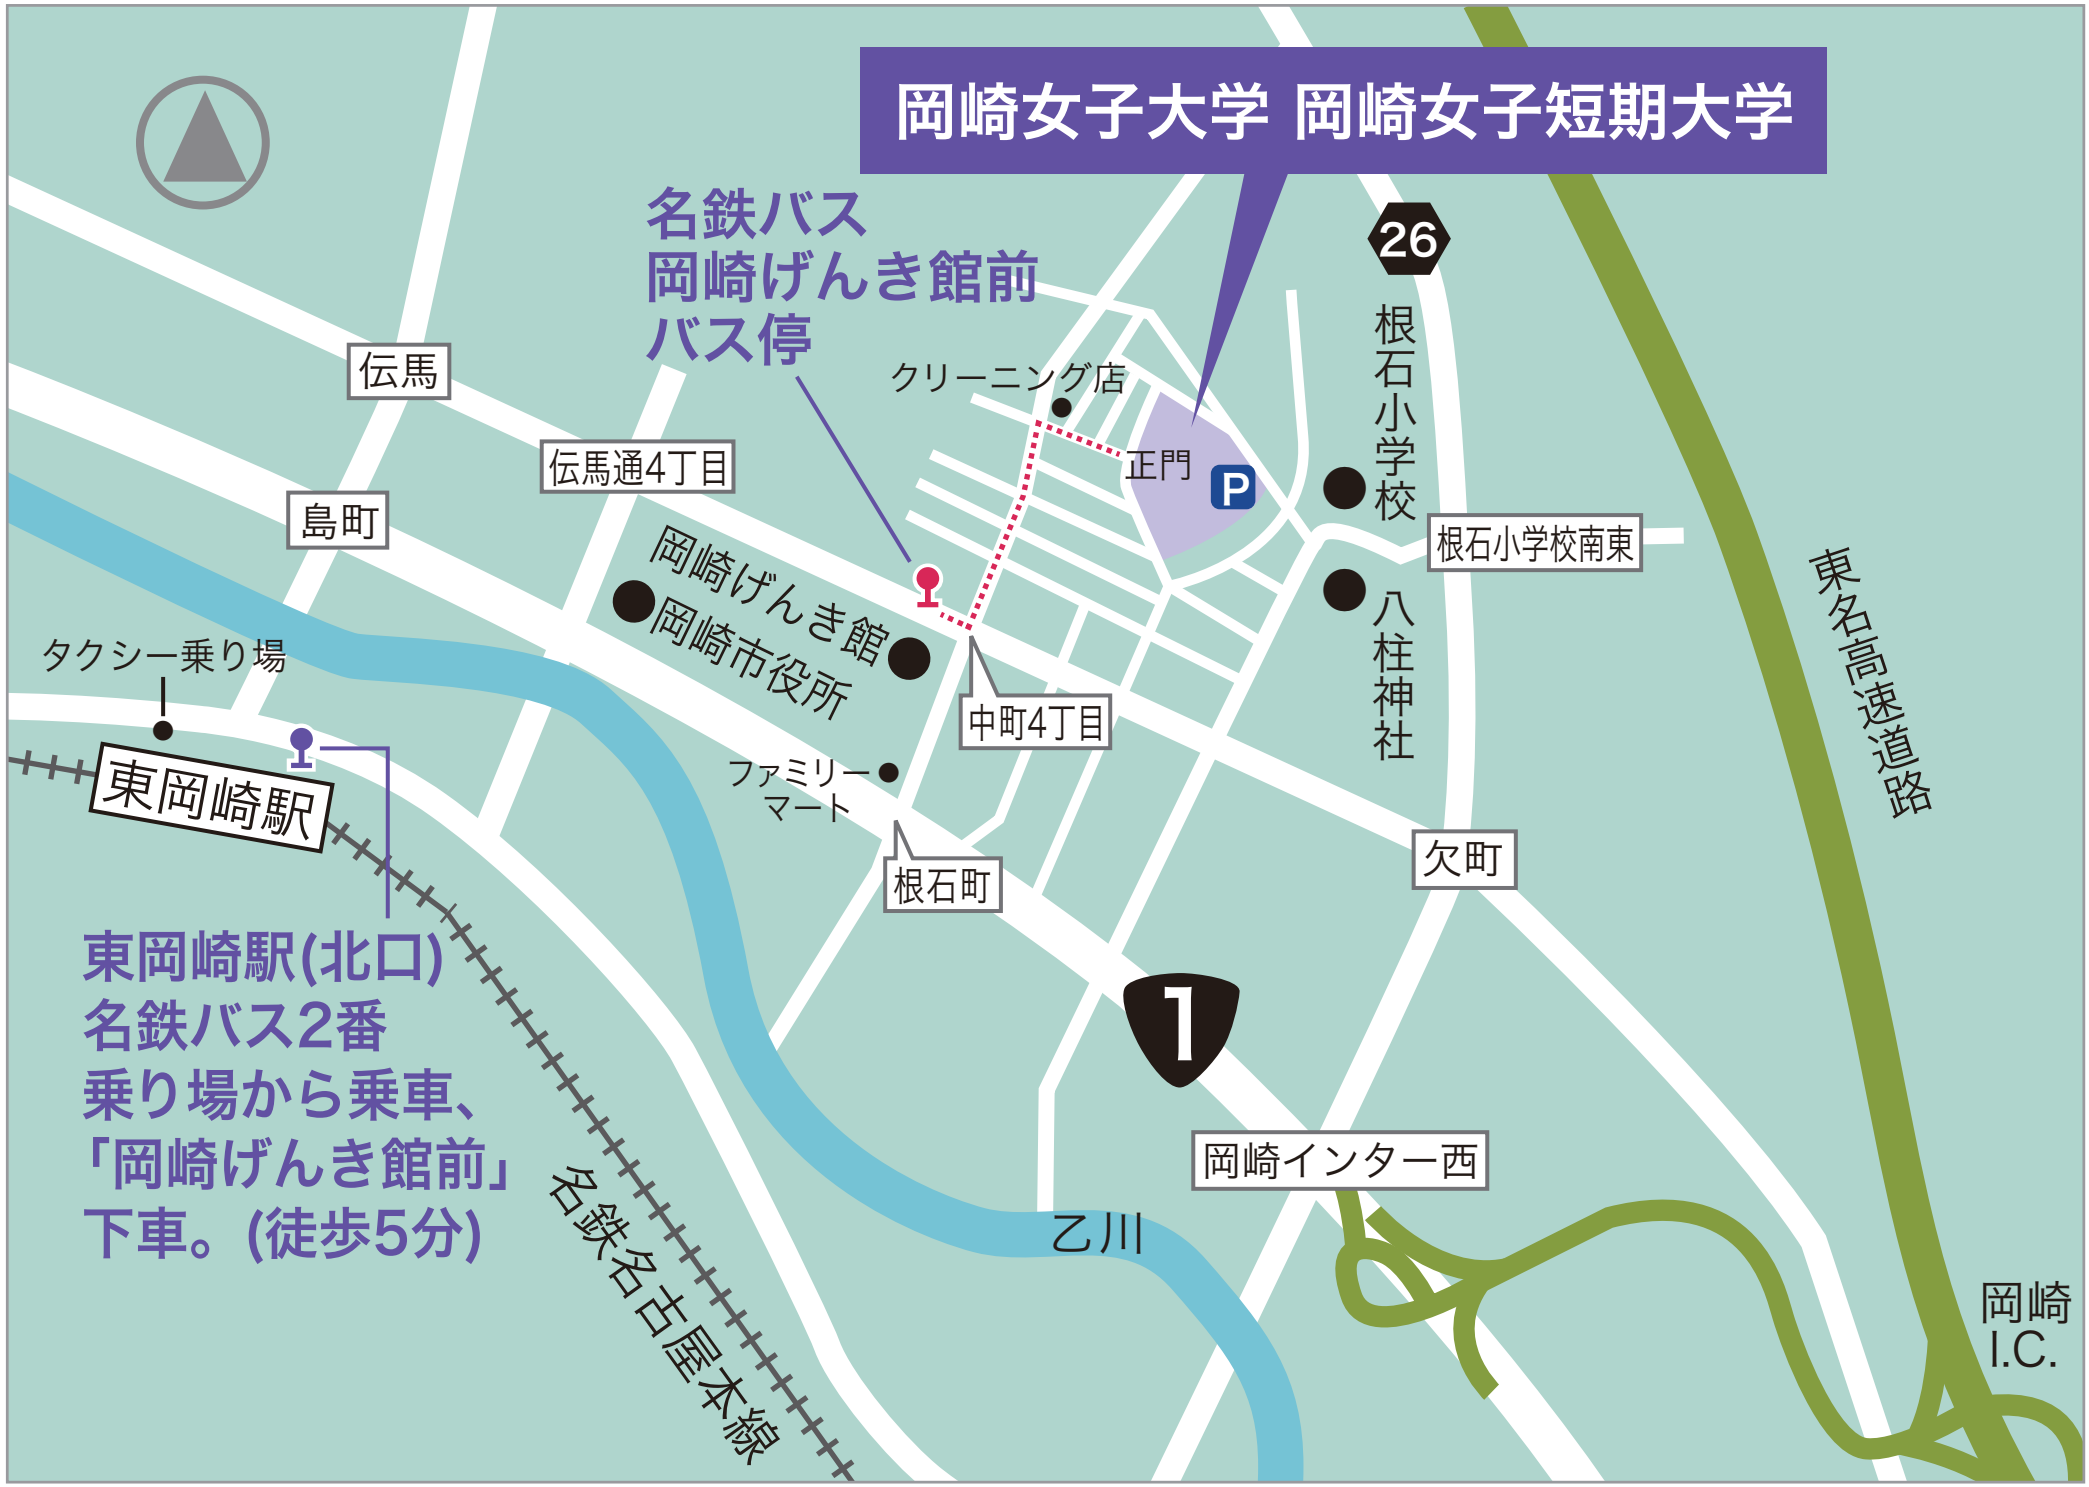 岡崎女子大学 岡崎女子短期大学
名鉄バス
岡崎げんき館前
バス停
26
根石小学校
クリーニング店
伝馬
正門
P
伝馬通4丁目
島町
根石小学校南東
岡崎げんき館
岡崎市役所
八柱神社
東名高速道路
タクシー乗り場
中町4丁目
東岡崎駅
ファミリー
マート
欠町
根石町
東岡崎駅(北口)
名鉄バス2番
乗り場から乗車、
「岡崎げんき館前」
下車。(徒歩5分)
1
岡崎インター西
名鉄名古屋本線
乙川
岡崎
I.C.